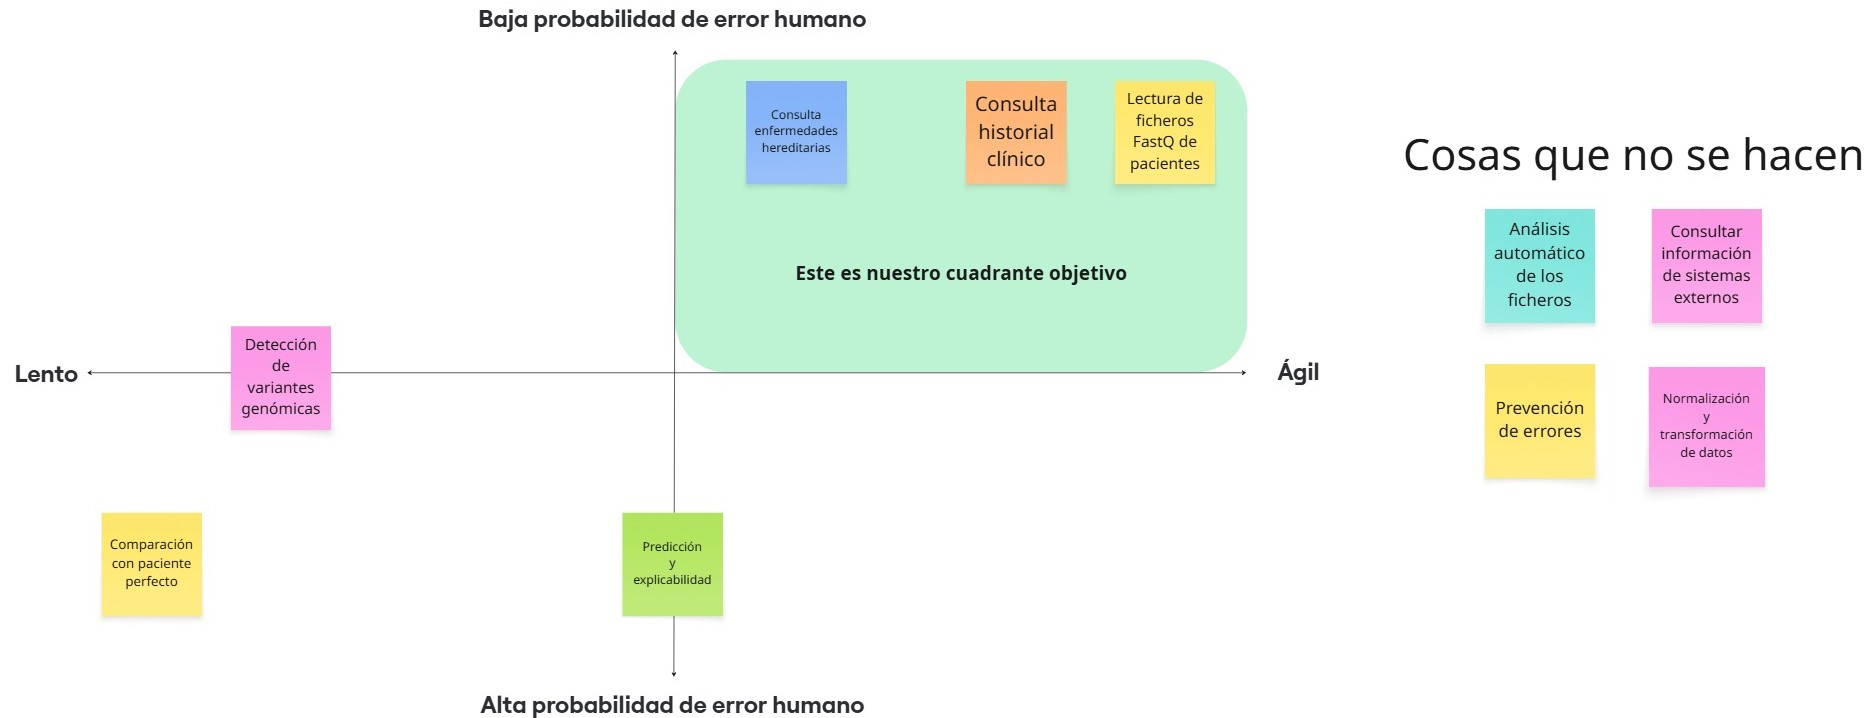 Baja probabilidad de error humano
Consulta
enfermedades
hereditarias
Consulta
historial
clínico
Lectura de
ficheros
FastQ de
pacientes
Este es nuestro cuadrante objetivo
Lento
Detección
de
variantes
genómicas
Ágil
Comparación
con paciente
perfecto
Predicción
y
explicabilidad
Alta probabilidad de error humano
Cosas que no se hacen
Análisis
automático
de los
ficheros
Consultar
información
de sistemas
externos
Prevención
de errores
Normalización
y
transformación
de datos